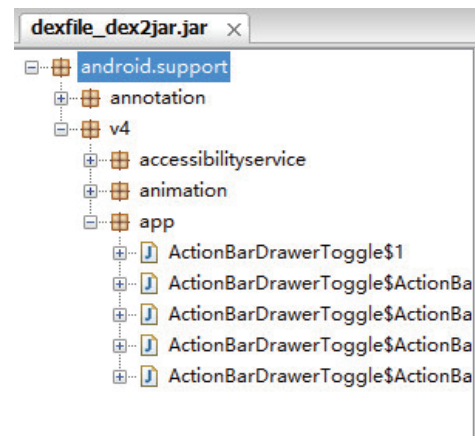 dexfile_dex2jar.jar
android.support
annotation
v4
accessibilityservice
animation
app
ActionBarDrawerToggle$1
ActionBarDrawerToggle$ActionBa
ActionBarDrawerToggle$ActionBa
ActionBarDrawerToggle$ActionBa
ActionBarDrawerToggle$ActionBa